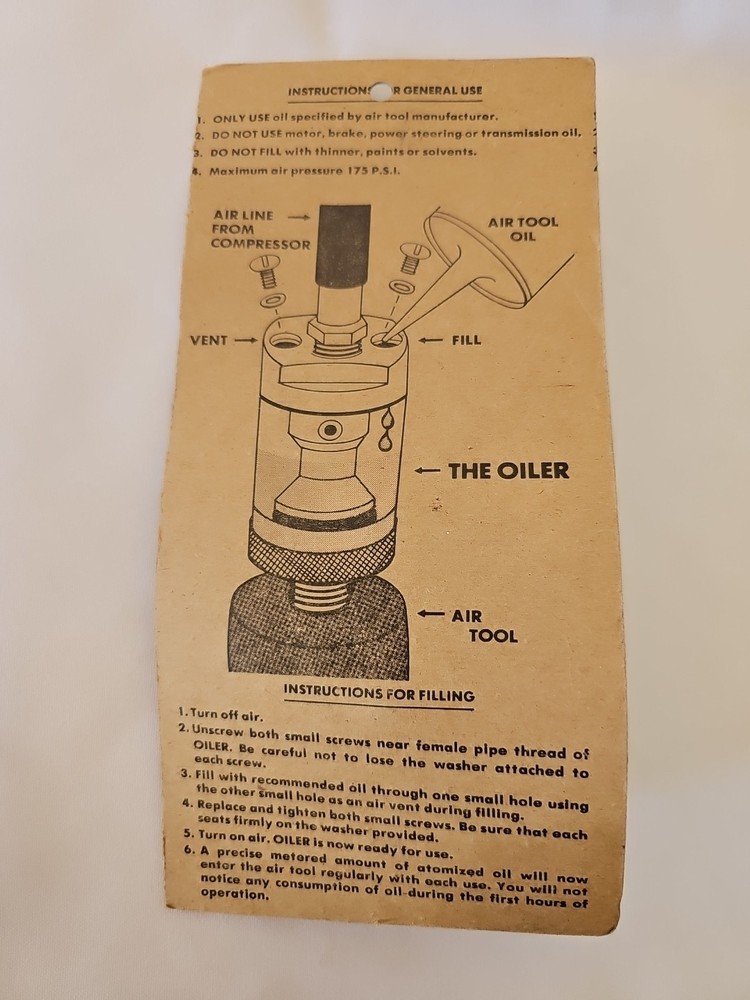 INSTRUCTIONS R GENERAL USE
1. ONLY USE oil specified by air tool manufacturer.
2. DO NOT USE motor, brake, power steering or transmission oil.
3. DO NOT FILL with thinner, paints or solvents.
4. Maximum air pressure 175 P.S.I.
AIR LINE
FROM
COMPRESSOR
AIR TOOL
OIL
VENT
FILL
THE OILER
AIR
TOOL
INSTRUCTIONS FOR FILLING
1. Turn off air.
2. Unscrew both small screws near female pipe thread of
OILER. Be careful not to lose the washer attached to
each screw.
3. Fill with recommended oil through one small hole using
the other small hole as an air vent during filling.
4. Replace and tighten both small screws. Be sure that each
seats firmly on the washer provided.
5. Turn on air. OILER is now ready for use.
6. A precise metered amount of atomized oil will now
enter the air tool regularly with each use. You will not
notice any consumption of oil during the first hours of
operation.